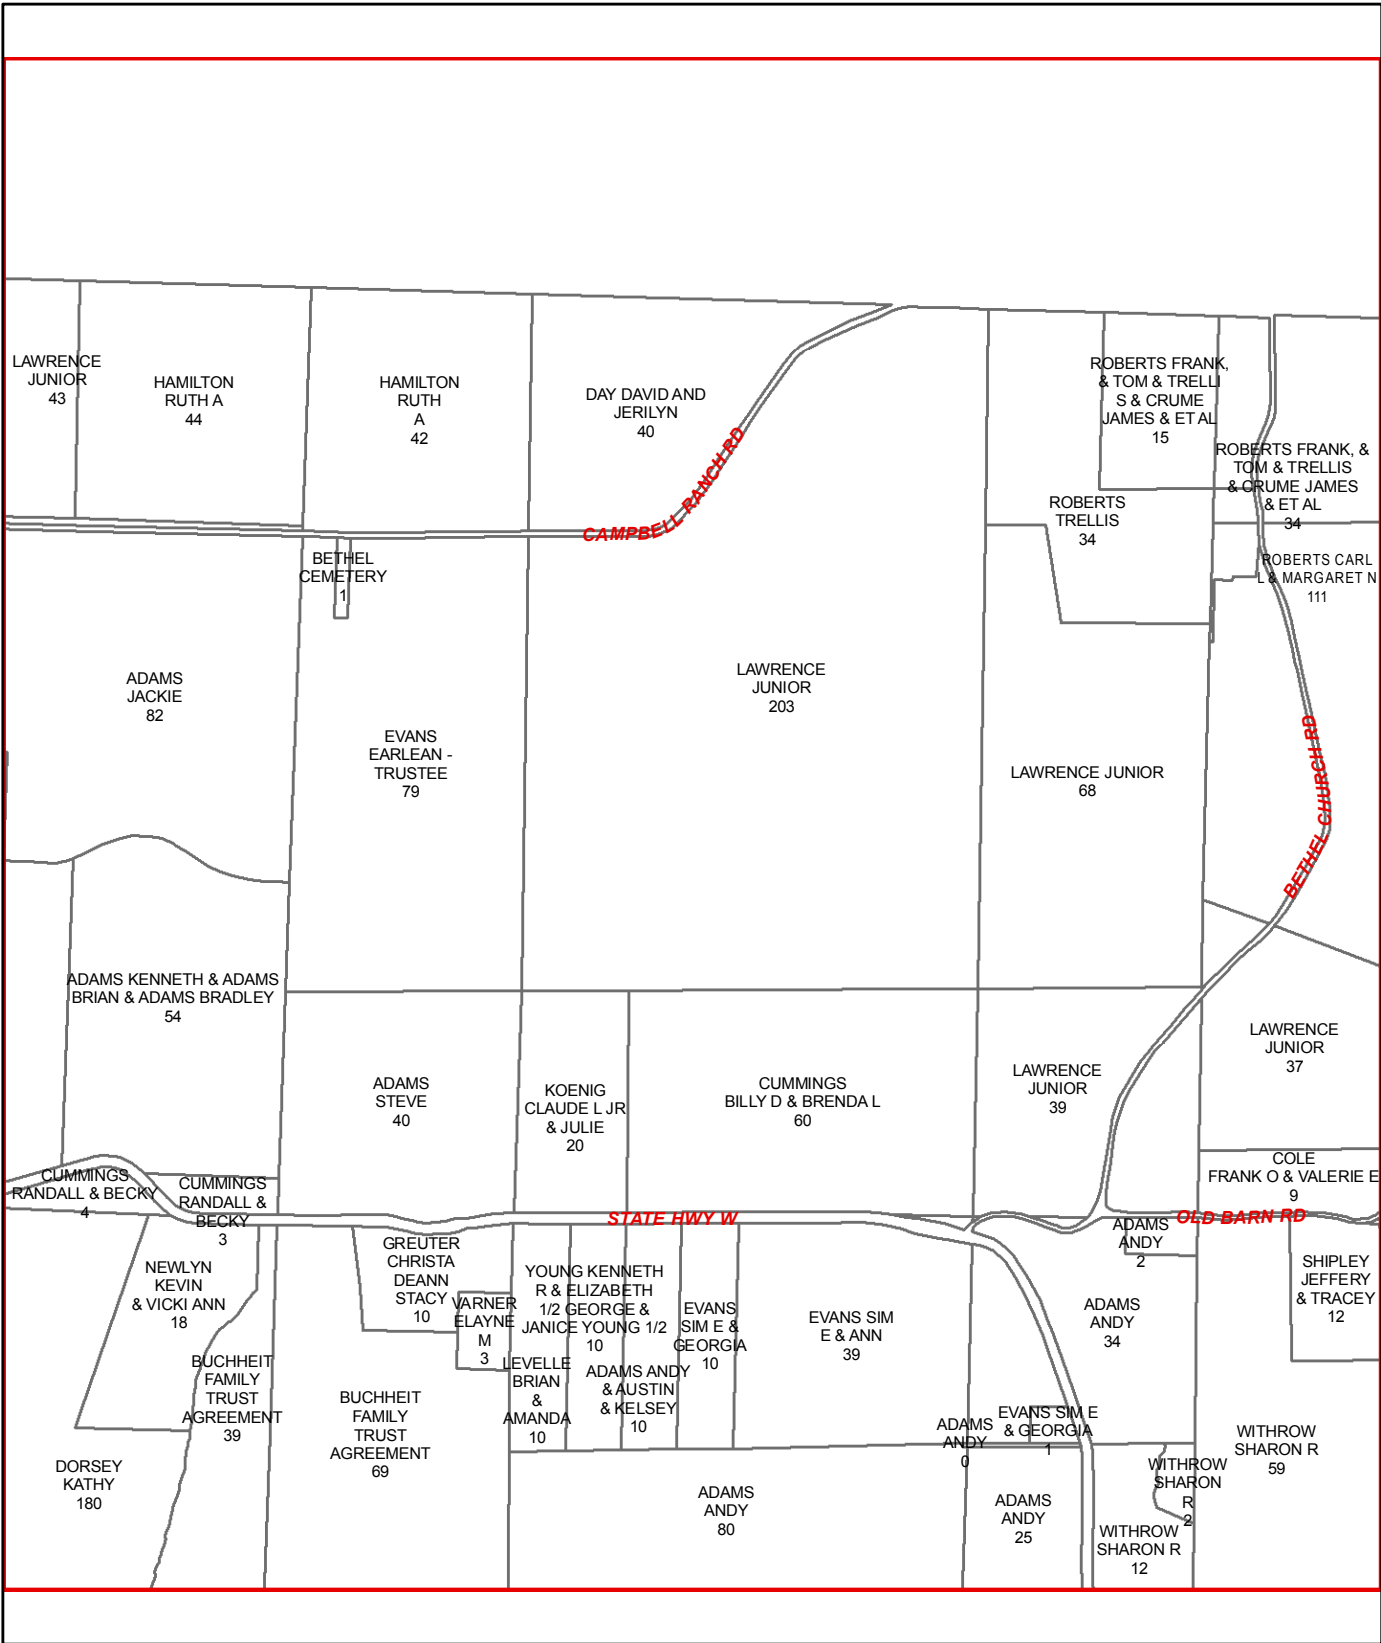 LAWRENCE
JUNIOR
43
HAMILTON
RUTH A
44
HAMILTON
RUTH
A
42
DAY DAVID AND
JERILYN
40
CAMPBELL RANCH RD
ROBERTS FRANK,
& TOM & TRELLI
S & CRUME
JAMES & ET AL
15
ROBERTS FRANK, &
TOM & TRELLIS
& CRUME JAMES
& ET AL
34
ROBERTS
TRELLIS
34
ROBERTS CARL
L & MARGARET N
111
BETHEL
CEMETERY
1
ADAMS
JACKIE
82
EVANS
EARLEAN -
TRUSTEE
79
LAWRENCE
JUNIOR
203
LAWRENCE JUNIOR
68
BETHEL CHURCH RD
ADAMS KENNETH & ADAMS
BRIAN & ADAMS BRADLEY
54
ADAMS
STEVE
40
KOENIG
CLAUDE L JR
& JULIE
20
CUMMINGS
BILLY D & BRENDA L
60
LAWRENCE
JUNIOR
39
LAWRENCE
JUNIOR
37
COLE
FRANK O & VALERIE E
9
CUMMINGS
RANDALL & BECKY
4
CUMMINGS
RANDALL &
BECKY
3
STATE HWY W
OLD BARN RD
ADAMS
ANDY
2
NEWLYN
KEVIN
& VICKI ANN
18
GREUTER
CHRISTA
DEANN
STACY
10
VARNER
ELAYNE
M
3
YOUNG KENNETH
R & ELIZABETH
1/2 GEORGE &
JANICE YOUNG 1/2
10
EVANS
SIM E &
GEORGIA
10
EVANS SIM
E & ANN
39
ADAMS
ANDY
34
SHIPLEY
JEFFERY
& TRACEY
12
BUCHHEIT
FAMILY
TRUST
AGREEMENT
39
BUCHHEIT
FAMILY
TRUST
AGREEMENT
69
LEVELLE
BRIAN
&
AMANDA
10
ADAMS ANDY
& AUSTIN
& KELSEY
10
ADAMS
ANDY
0
EVANS SIM E
& GEORGIA
1
WITHROW
SHARON R
59
DORSEY
KATHY
180
ADAMS
ANDY
80
ADAMS
ANDY
25
WITHROW
SHARON
R
2
WITHROW
SHARON R
12